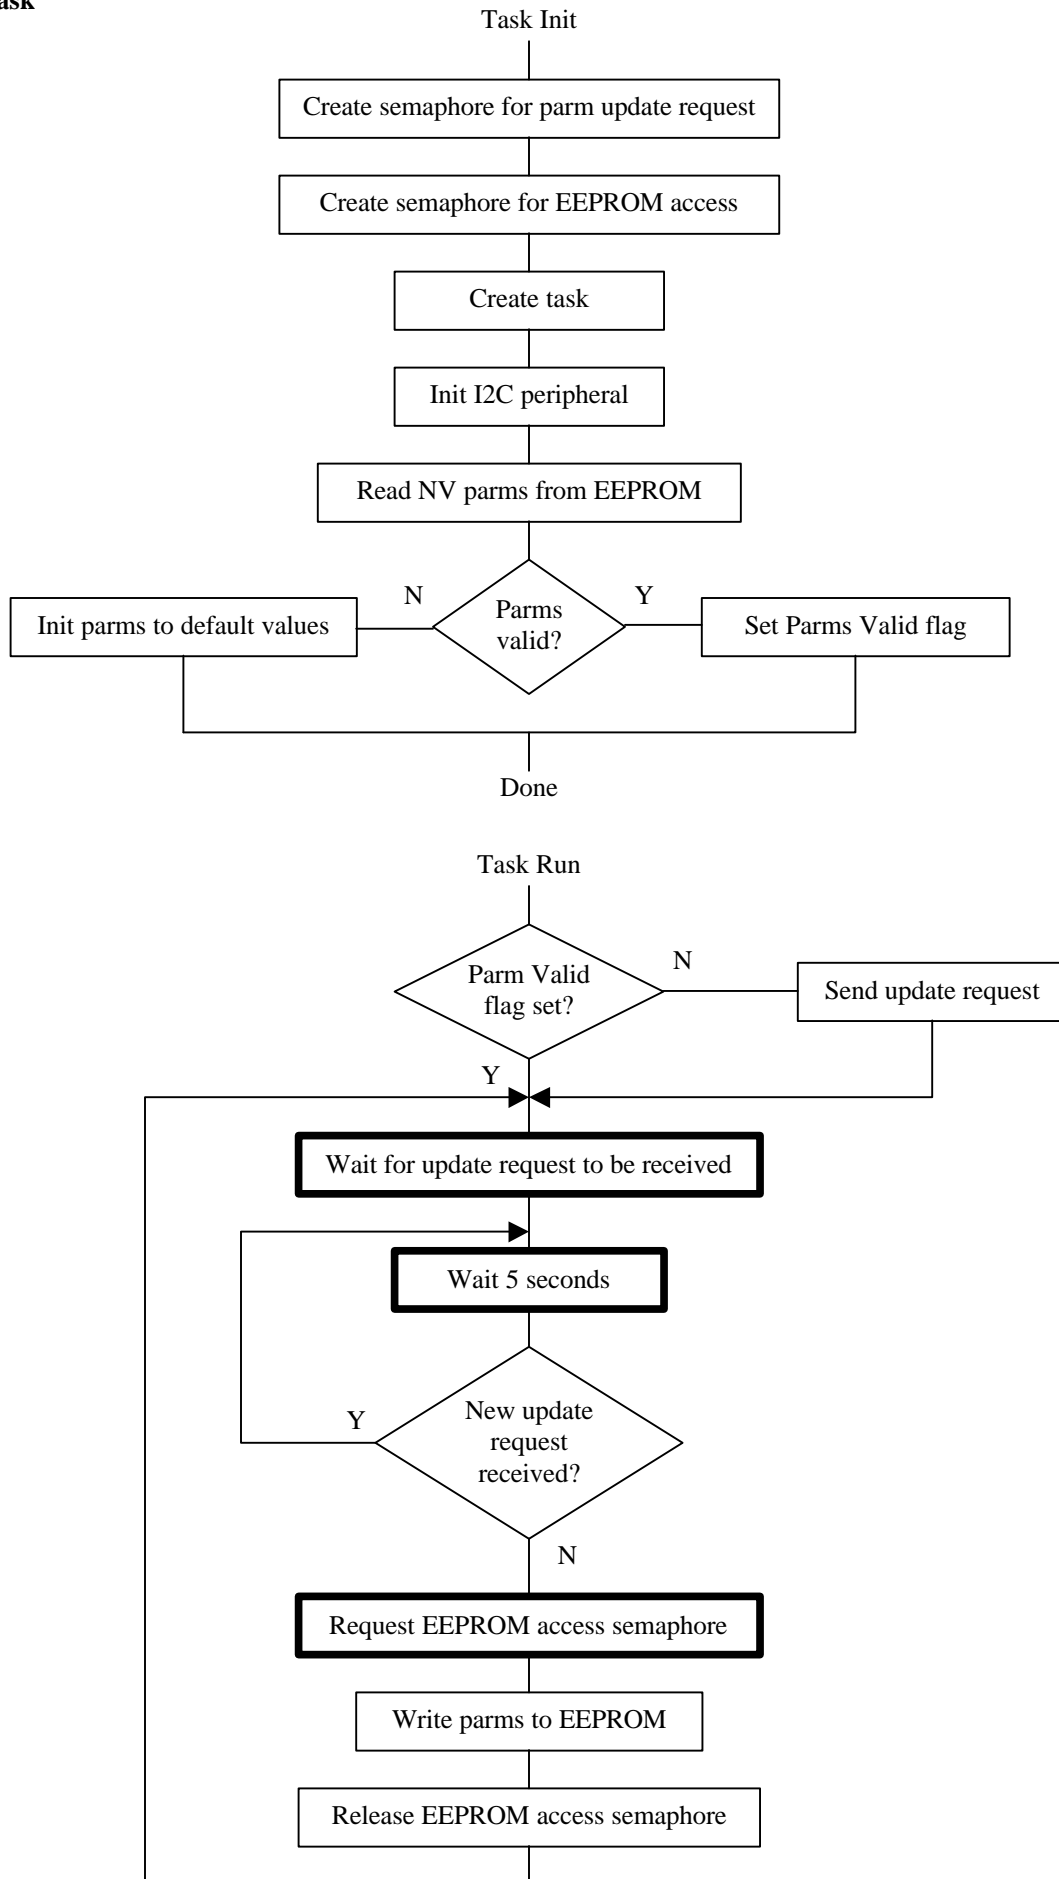 Task Init
Create semaphore for parm update request
Create semaphore for EEPROM access
Create task
Init I2C peripheral
Read NV parms from EEPROM
N
Y
Init parms to default values
Parms
valid?
Set Parms Valid flag
Done
Task Run
Parm Valid
flag set?
N
Send update request
Y
Wait for update request to be received
Wait 5 seconds
Y
New update
request
received?
N
Request EEPROM access semaphore
Write parms to EEPROM
Release EEPROM access semaphore